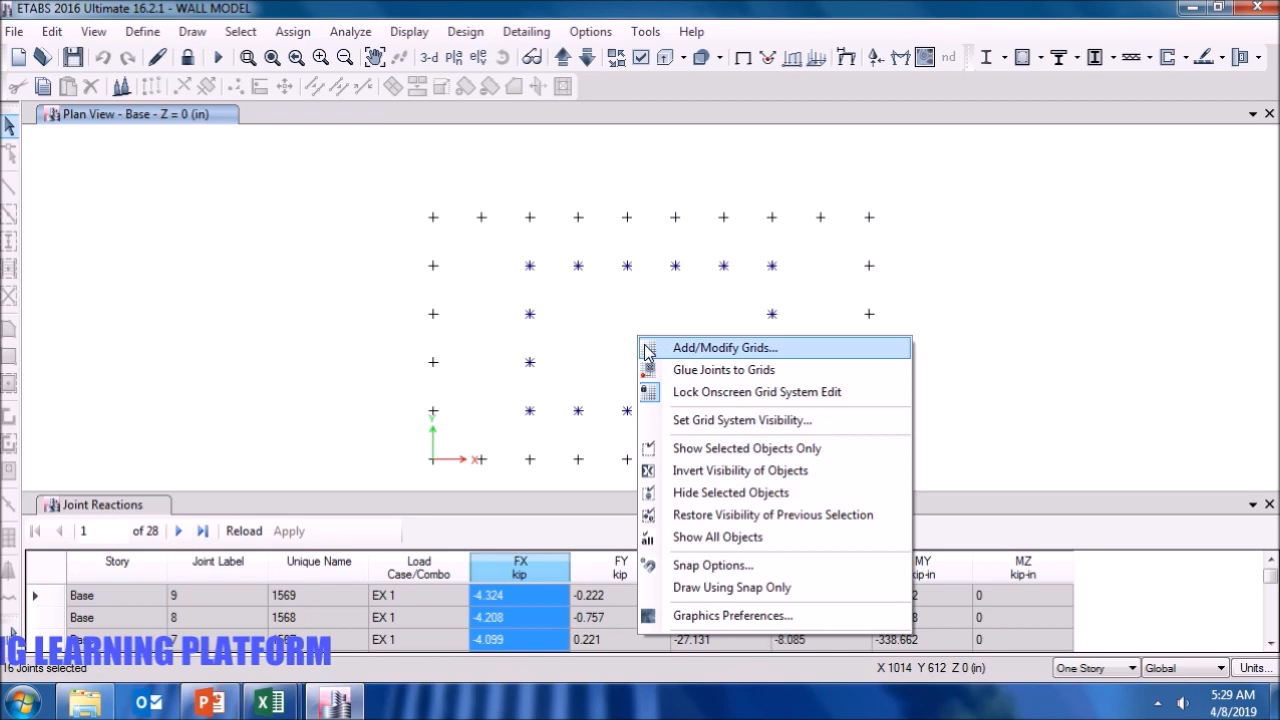 ETABS 2016 Ultimate 16.2.1 - WALL MODEL
File Edit View Define Draw Select Assign Analyze Display Design Detailing Options Tools Help
3-d nd
Plan View - Base - Z = 0 (in)
Add/Modify Grids...
Glue Joints to Grids
Lock Onscreen Grid System Edit
Set Grid System Visibility...
Show Selected Objects Only
Invert Visibility of Objects
Hide Selected Objects
Restore Visibility of Previous Selection
all Show All Objects
Snap Options...
Draw Using Snap Only
Graphics Preferences...
Y
X
Joint Reactions
1 of 28 Reload Apply
Story Joint Label Unique Name Load Case/Combo FX kip FY kip MY kip-in MZ kip-in
Base 9 1569 EX 1 -4.324 -0.222 0
Base 8 1568 EX 1 -4.208 -0.757 0
EX 1 -4.099 0.221 -27.131 -8.085 -338.662 0
G LEARNING PLATFORM
16 Joints selected
X 1014 Y 612 Z 0 (in)
One Story Global Units...
5:29 AM
4/8/2019